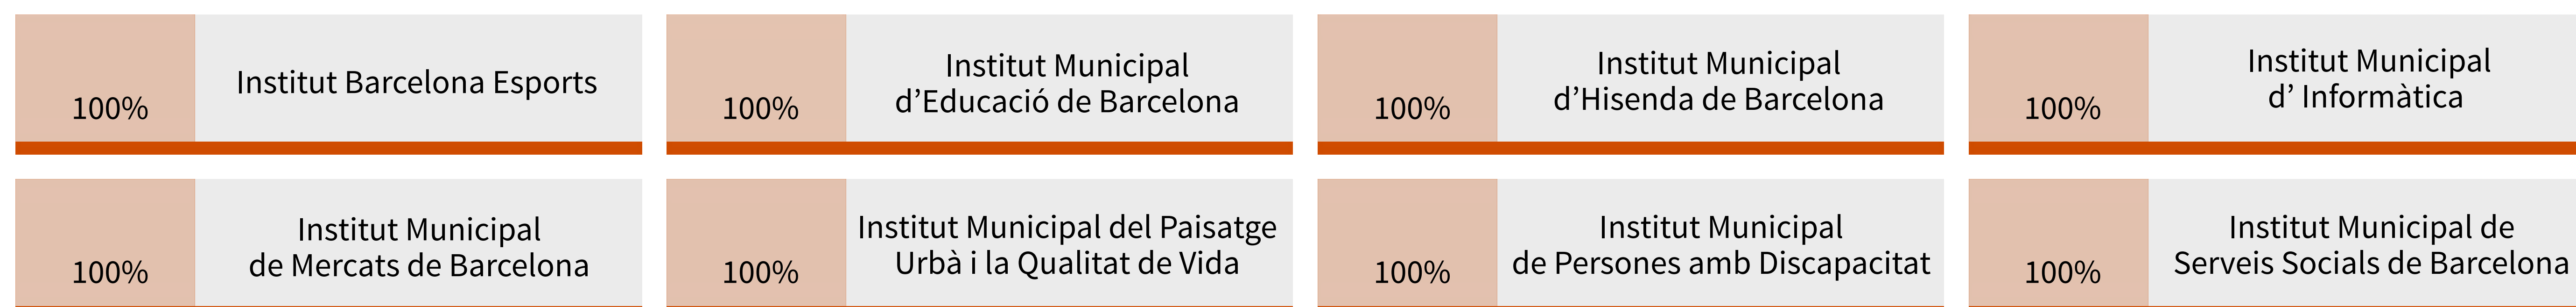 100%
Institut Barcelona Esports
100%
Institut Municipal
d’Educació de Barcelona
100%
Institut Municipal
d’Hisenda de Barcelona
100%
Institut Municipal
d’ Informàtica
100%
Institut Municipal
de Mercats de Barcelona
100%
Institut Municipal del Paisatge
Urbà i la Qualitat de Vida
100%
Institut Municipal
de Persones amb Discapacitat
100%
Institut Municipal de
Serveis Socials de Barcelona